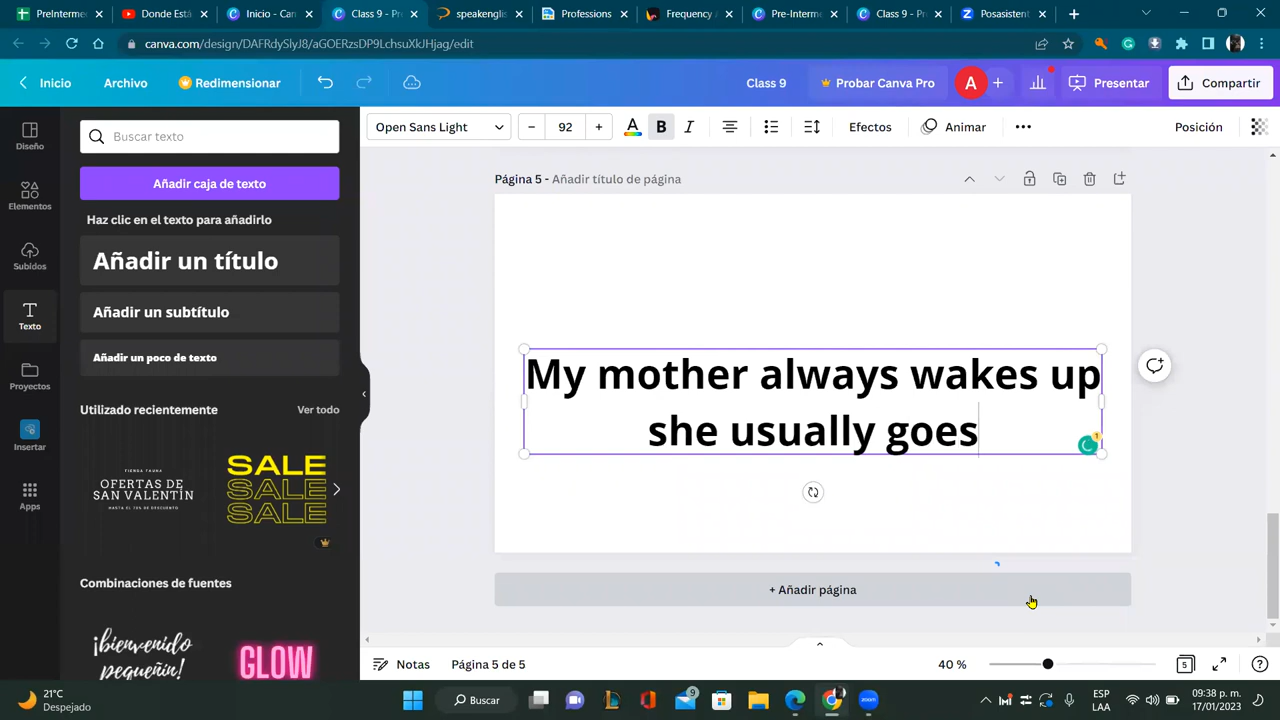 PreIntermec
Donde Está
Inicio - Can
Class 9 - Pr
speakenglis
Professions
Frequency A
Pre-Interme
Class 9 - Pr
Posasistent
canva.com/design/DAFRdySlyJ8/aGOERzsDP9LchsuXkJHjag/edit
Inicio
Archivo
Redimensionar
Class 9
Probar Canva Pro
A
+
Presentar
Compartir
Diseño
Elementos
Subidos
Texto
Proyectos
Insertar
Apps
Buscar texto
Añadir caja de texto
Haz clic en el texto para añadirlo
Añadir un título
Añadir un subtítulo
Añadir un poco de texto
Utilizado recientemente
Ver todo
TIENDA FAUNA
OFERTAS DE
SAN VALENTÍN
SALE
SALE
SALE
Combinaciones de fuentes
¡bienvenido
pequeñin!
GLOW
Open Sans Light
− 92 +
A
B
I
Efectos
Animar
Posición
Página 5 - Añadir título de página
My mother always wakes up
she usually goes
1
+ Añadir página
Notas
Página 5 de 5
40 %
5
21°C
Despejado
Buscar
9
ESP
LAA
09:38 p. m.
17/01/2023